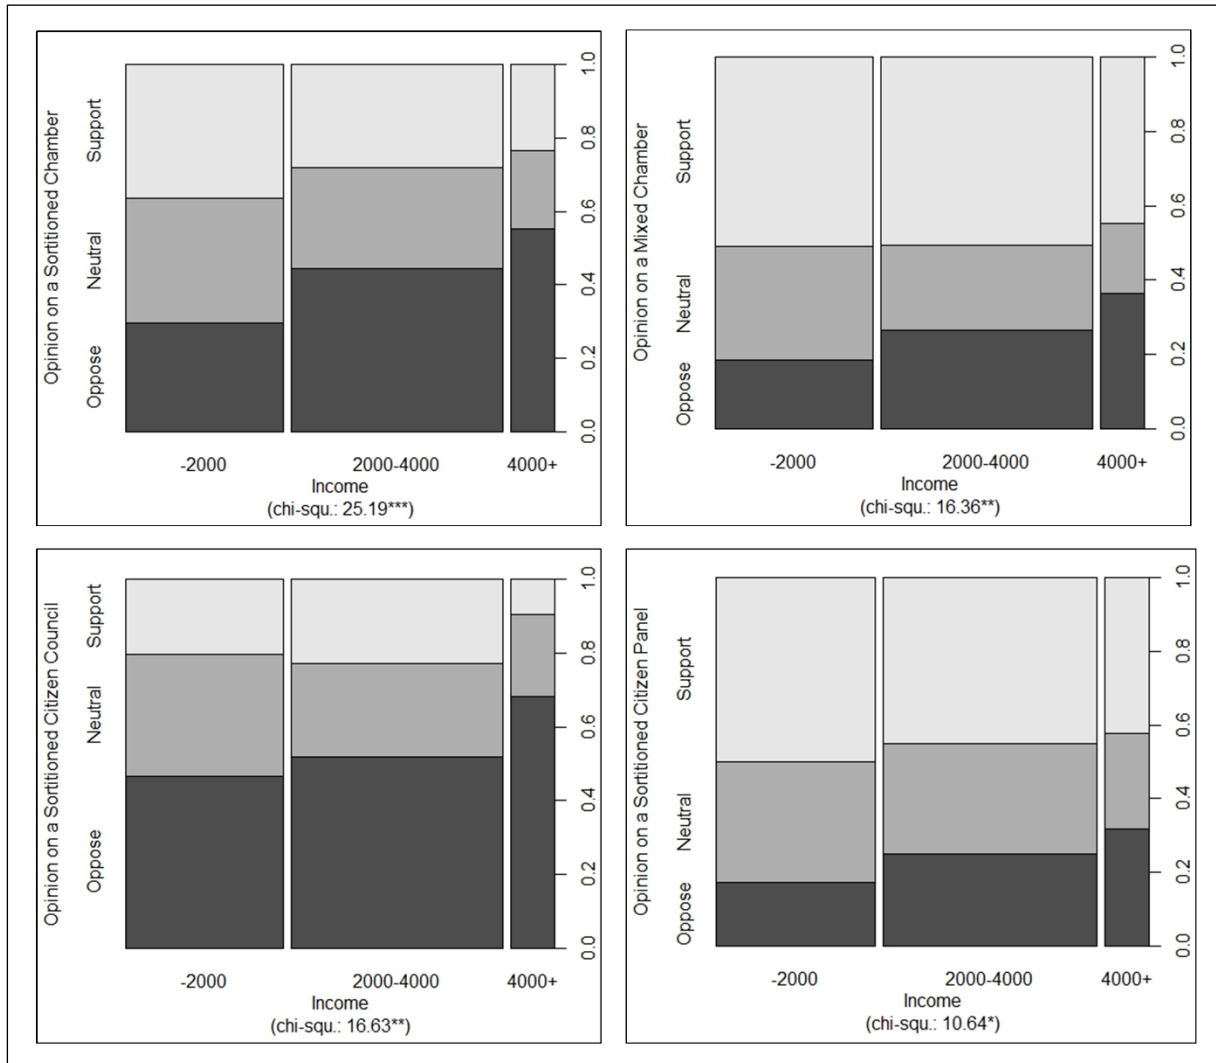 Opinion on a Sortitioned Chamber
Support
Neutral
Oppose
1.0
0.8
0.6
0.4
0.2
0.0
-2000
2000-4000
4000+
Income
(chi-squ.: 25.19***)
Opinion on a Mixed Chamber
Support
Neutral
Oppose
1.0
0.8
0.6
0.4
0.2
0.0
-2000
2000-4000
4000+
Income
(chi-squ.: 16.36**)
Opinion on a Sortitioned Citizen Council
Support
Neutral
Oppose
1.0
0.8
0.6
0.4
0.2
0.0
-2000
2000-4000
4000+
Income
(chi-squ.: 16.63**)
Opinion on a Sortitioned Citizen Panel
Support
Neutral
Oppose
1.0
0.8
0.6
0.4
0.2
0.0
-2000
2000-4000
4000+
Income
(chi-squ.: 10.64*)